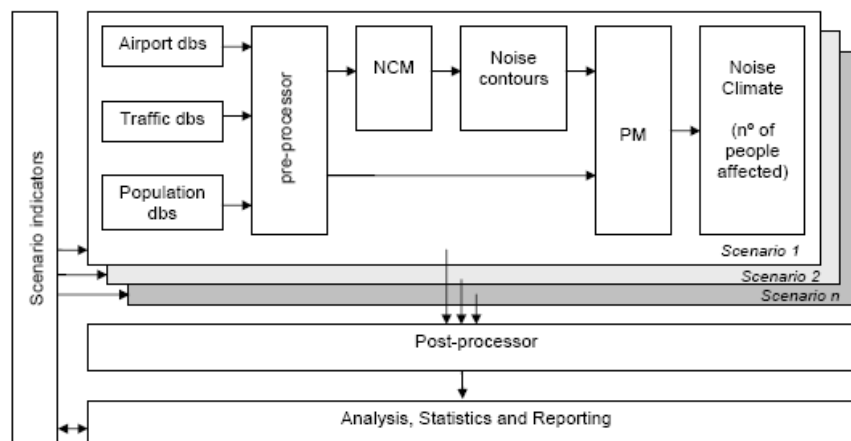 Scenario indicators
Airport dbs
Traffic dbs
Population
dbs
pre-processor
NCM
Noise
contours
PM
Noise
Climate
(nº of
people
affected)
Scenario 1
Scenario 2
Scenario n
Post-processor
Analysis, Statistics and Reporting